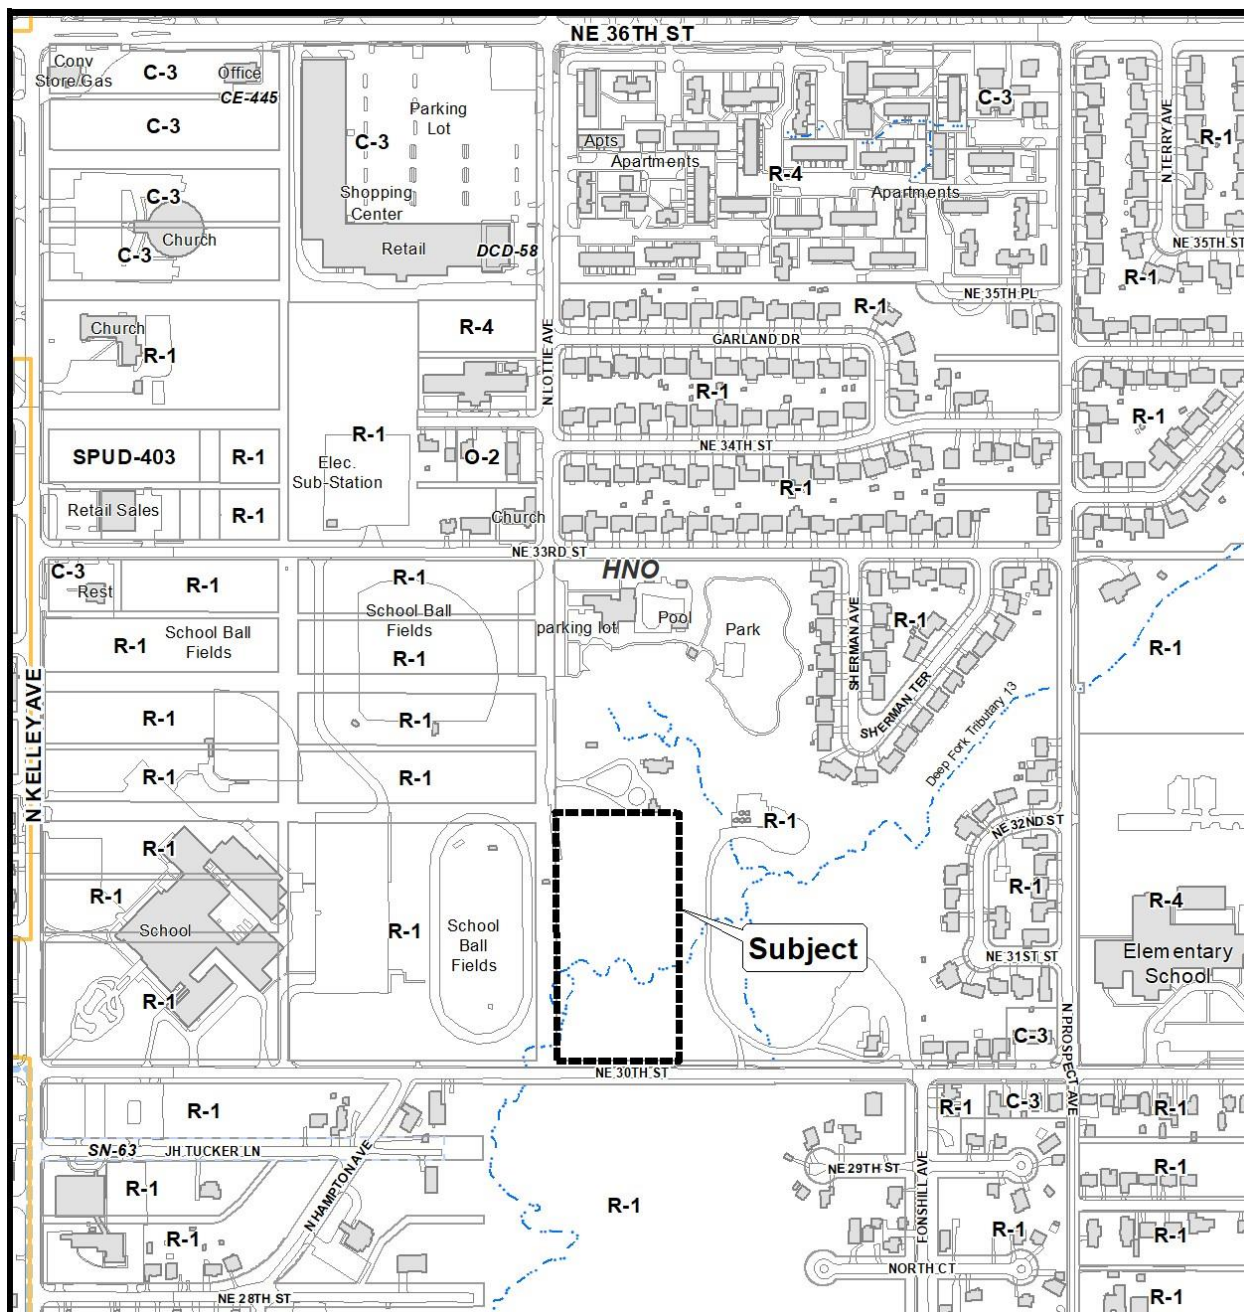 NE 36TH ST
Conv
Store/Gas
C-3
Office
CE-445
C-3
C-3
Church
C-3
Parking
Lot
C-3
Shopping
Center
Retail
DCD-58
Apts
Apartments
R-4
Apartments
C-3
N TERRY AVE
R-1
NE 35TH ST
R-1
NE 35TH PL
Church
R-1
R-4
N LOTTIE AVE
R-1
GARLAND DR
R-1
R-1
NE 34TH ST
R-1
SPUD-403
R-1
R-1
Elec.
Sub-Station
O-2
Retail Sales
R-1
Church
NE 33RD ST
HNO
C-3
Rest
R-1
R-1
School Ball
Fields
R-1
School Ball
Fields
R-1
parking lot
Pool
Park
SHERMAN AVE
R-1
SHERMAN TER
R-1
N KELLEY AVE
R-1
R-1
R-1
R-1
Deep Fork Tributary 13
R-1
NE 32ND ST
R-1
R-1
R-1
School
R-1
School
Ball
Fields
Subject
R-1
NE 31ST ST
R-4
Elementary
School
R-1
C-3
N PROSPECT AVE
NE 30TH ST
R-1
SN-63
JH TUCKER LN
N HAMPTON AVE
R-1
R-1
NE 28TH ST
R-1
R-1
C-3
R-1
NE 29TH ST
FONSHILL AVE
R-1
R-1
R-1
NORTH CT
R-1